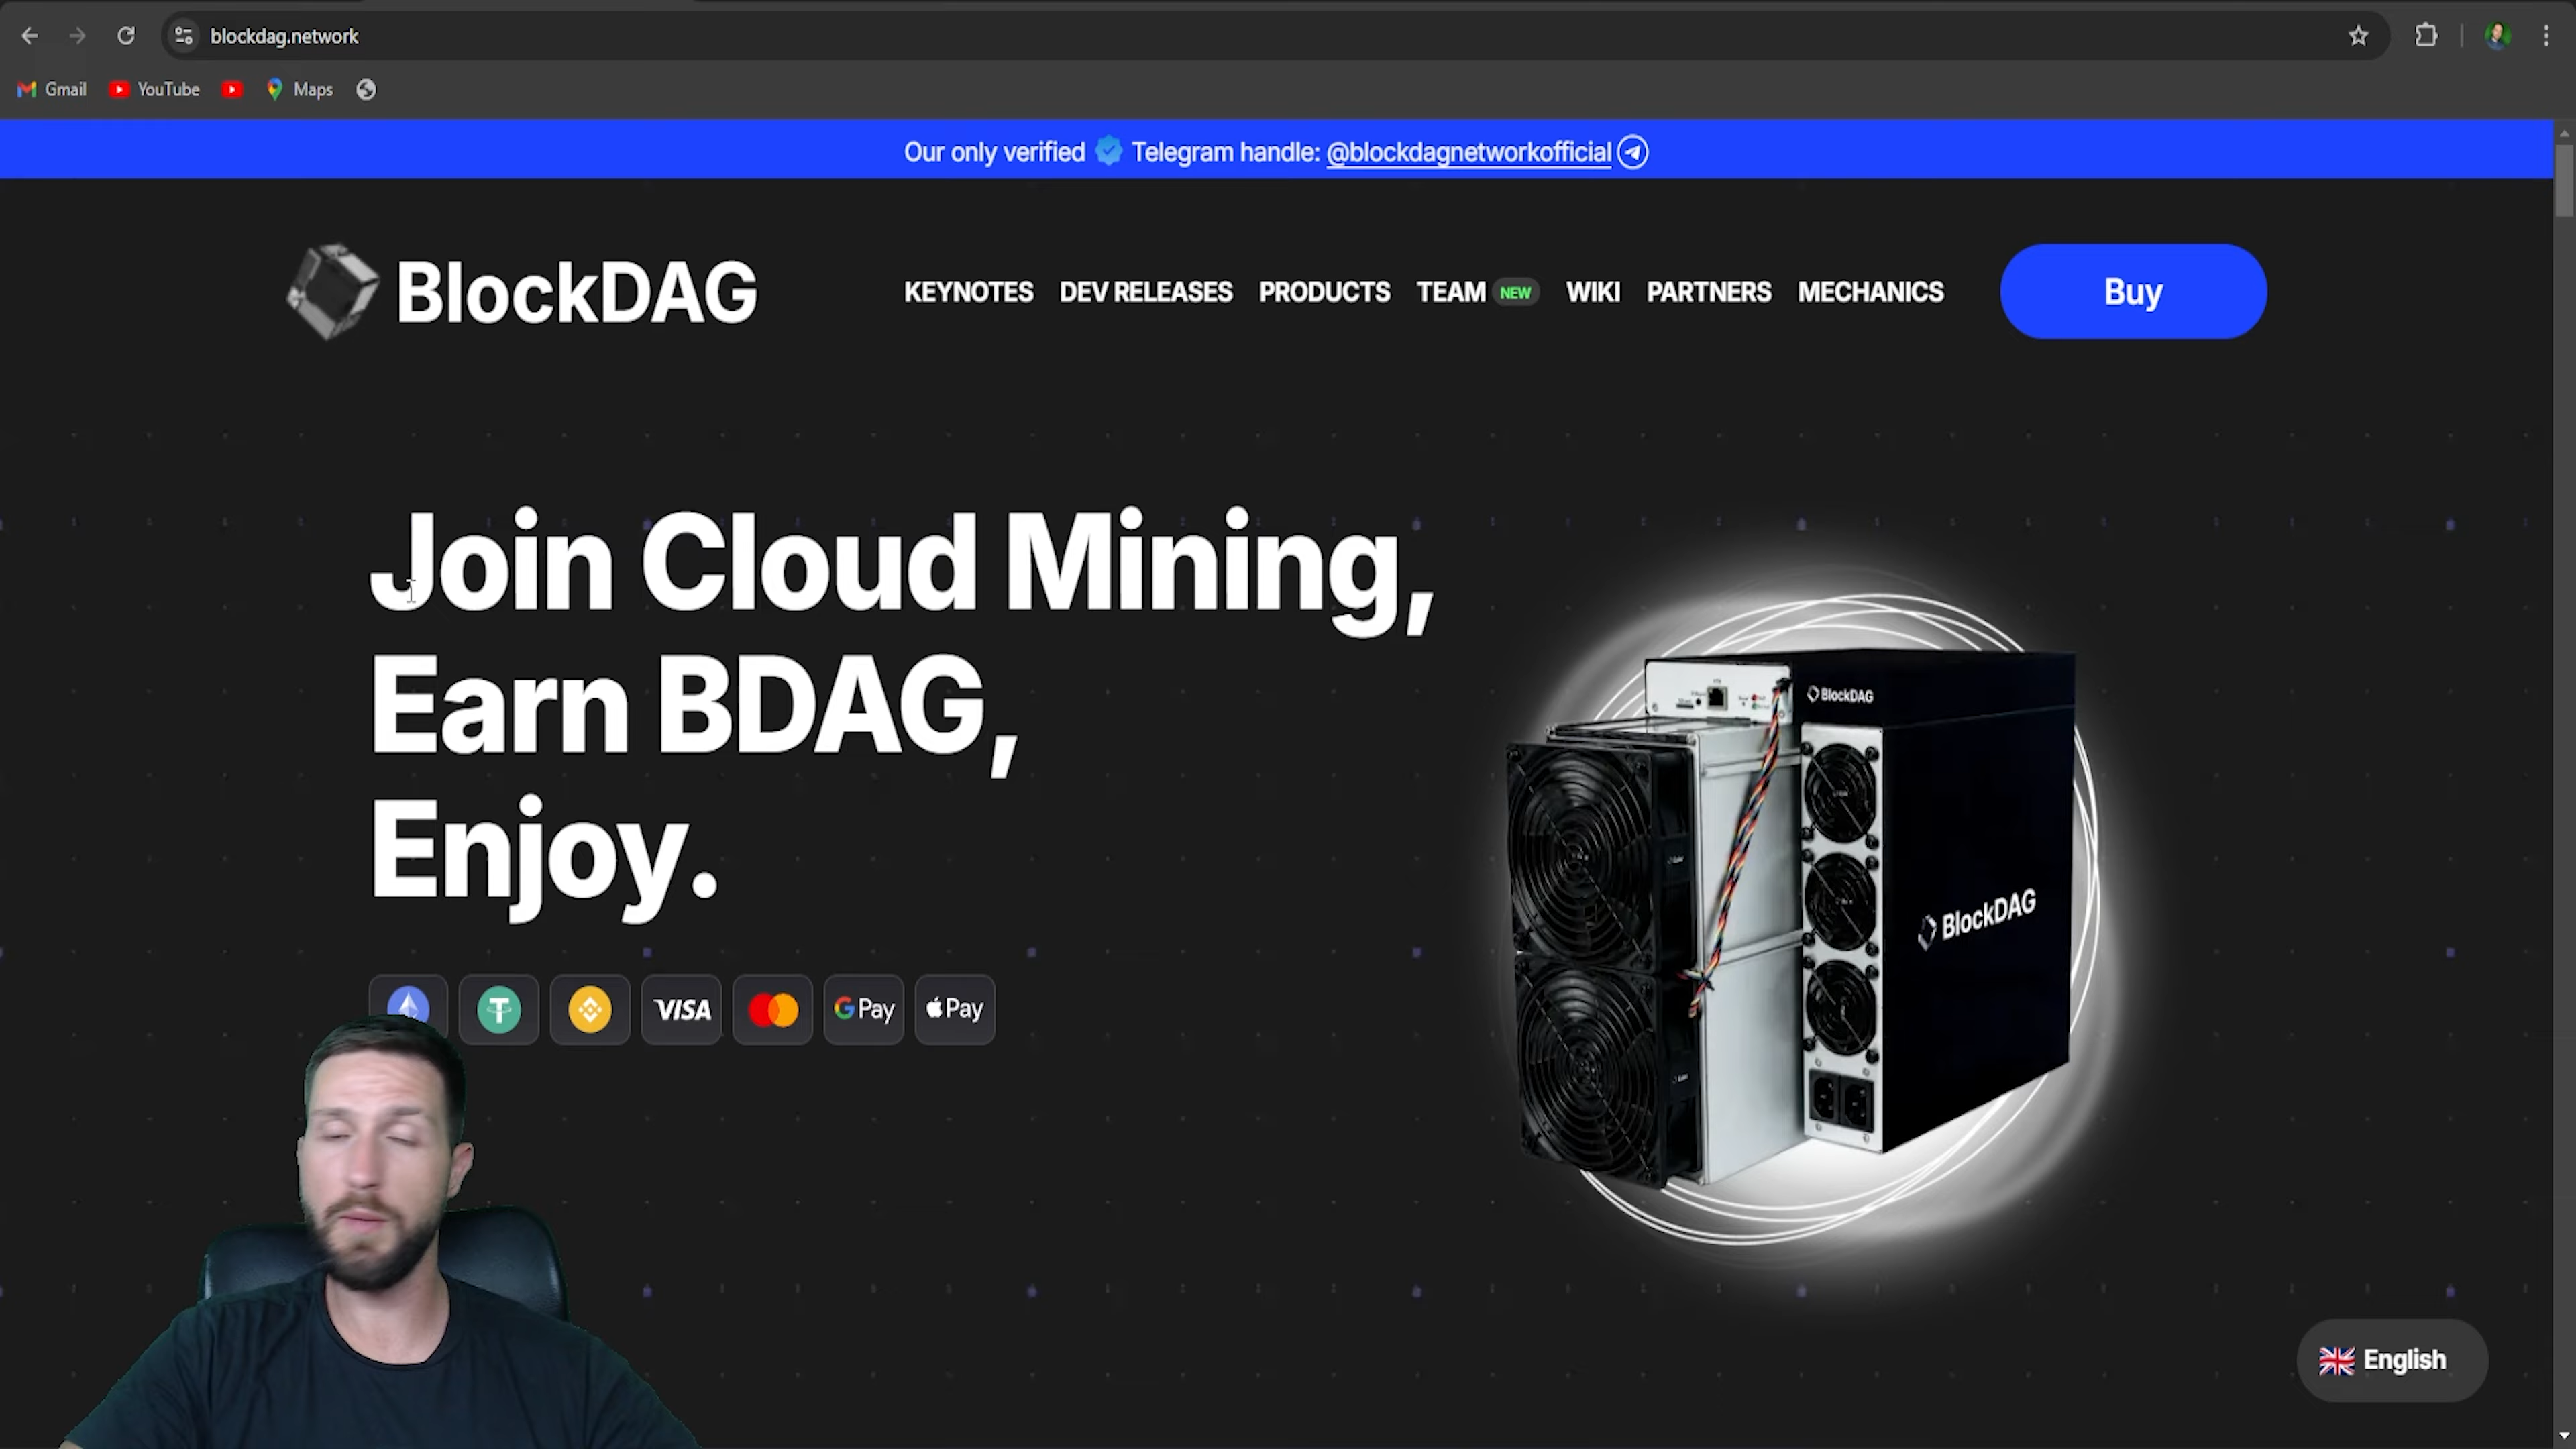 blockdag.network
Gmail YouTube Maps
Our only verified Telegram handle: @blockdagnetworkofficial
BlockDAG KEYNOTES DEV RELEASES PRODUCTS TEAM NEW WIKI PARTNERS MECHANICS Buy
Join Cloud Mining,
Earn BDAG,
Enjoy.
VISA G Pay Pay
BlockDAG
BlockDAG
English